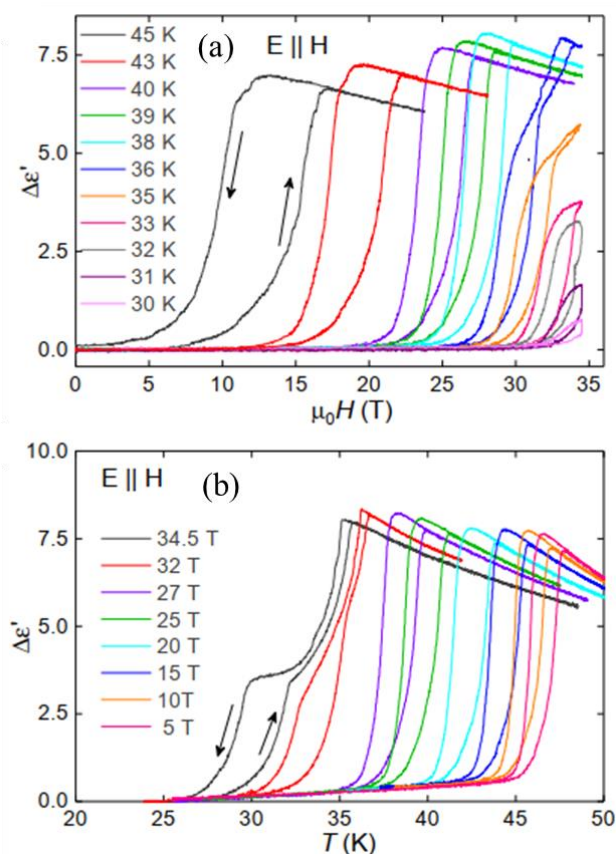 (a)
E || H
45 K
43 K
40 K
39 K
38 K
36 K
35 K
33 K
32 K
31 K
30 K
Δε'
7.5
5.0
2.5
0.0
0 5 10 15 20 25 30 35
μ₀H (T)
E || H
(b)
34.5 T
32 T
27 T
25 T
20 T
15 T
10T
5 T
Δε'
10.0
7.5
5.0
2.5
0.0
20 25 30 35 40 45 50
T (K)